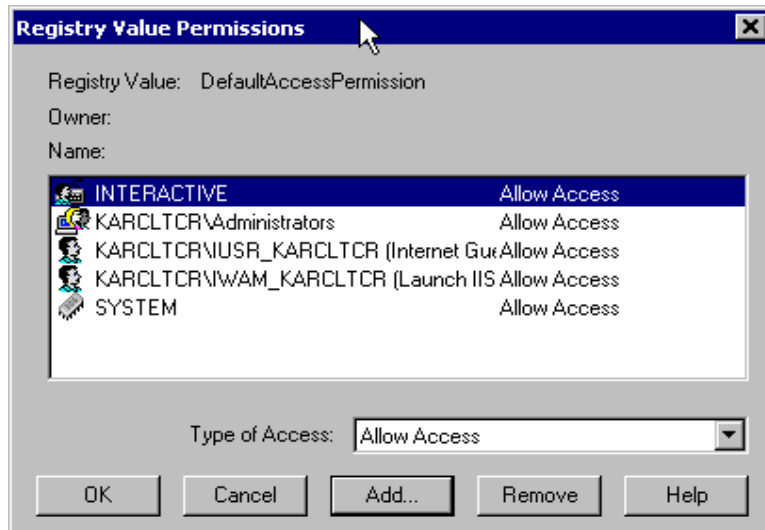 Registry Value Permissions
Registry Value: DefaultAccessPermission
Owner:
Name:
INTERACTIVE Allow Access
KARCLTCR\Administrators Allow Access
KARCLTCR\IUSR_KARCLTCR (Internet Gue Allow Access
KARCLTCR\IWAM_KARCLTCR (Launch IIS Allow Access
SYSTEM Allow Access
Type of Access: Allow Access
OK Cancel Add... Remove Help